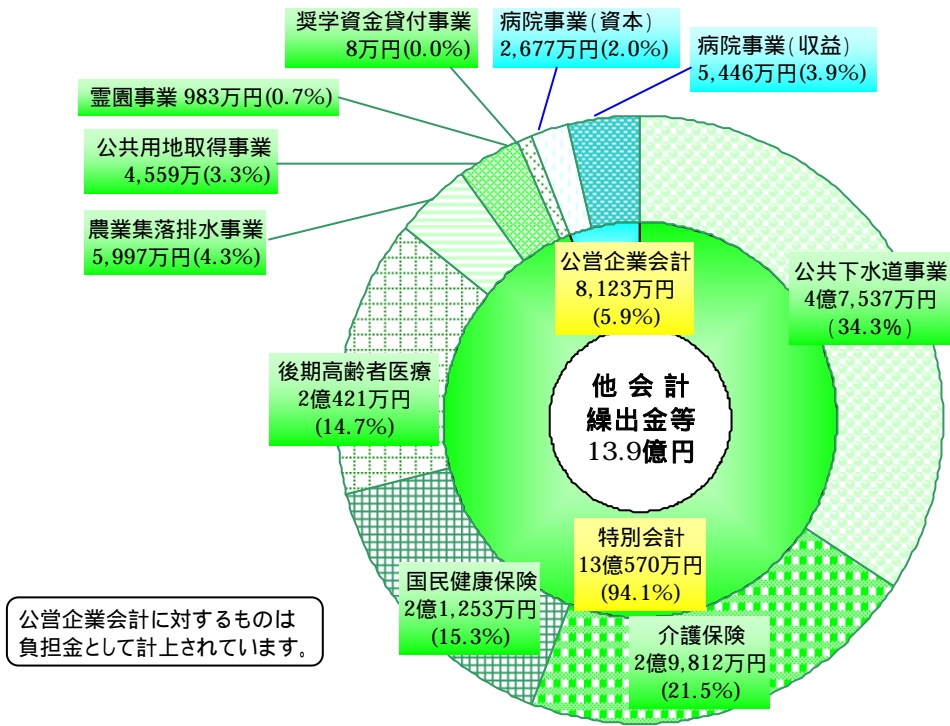 奨学資金貸付事業
8万円(0.0%)
病院事業(資本)
2,677万円(2.0%)
病院事業(収益)
5,446万円(3.9%)
霊園事業 983万円(0.7%)
公共用地取得事業
4,559万(3.3%)
農業集落排水事業
5,997万円(4.3%)
公営企業会計
8,123万円
(5.9%)
公共下水道事業
4億7,537万円
(34.3%)
後期高齢者医療
2億421万円
(14.7%)
他 会 計
繰出金等
13.9億円
特別会計
13億570万円
(94.1%)
国民健康保険
2億1,253万円
(15.3%)
介護保険
2億9,812万円
(21.5%)
公営企業会計に対するものは
負担金として計上されています。